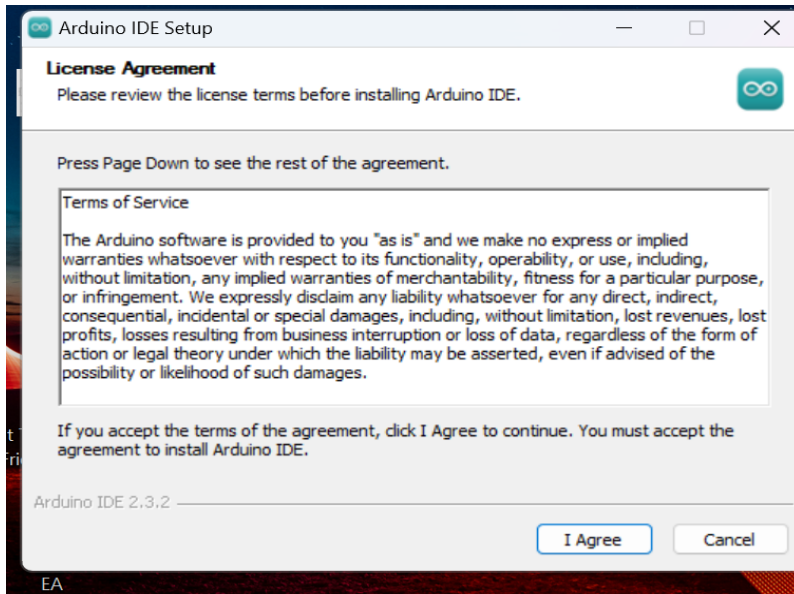 Arduino IDE Setup
License Agreement
Please review the license terms before installing Arduino IDE.
Press Page Down to see the rest of the agreement.
Terms of Service
The Arduino software is provided to you "as is" and we make no express or implied
warranties whatsoever with respect to its functionality, operability, or use, including,
without limitation, any implied warranties of merchantability, fitness for a particular purpose,
or infringement. We expressly disclaim any liability whatsoever for any direct, indirect,
consequential, incidental or special damages, including, without limitation, lost revenues, lost
profits, losses resulting from business interruption or loss of data, regardless of the form of
action or legal theory under which the liability may be asserted, even if advised of the
possibility or likelihood of such damages.
If you accept the terms of the agreement, click I Agree to continue. You must accept the
agreement to install Arduino IDE.
Arduino IDE 2.3.2
I Agree
Cancel
EA